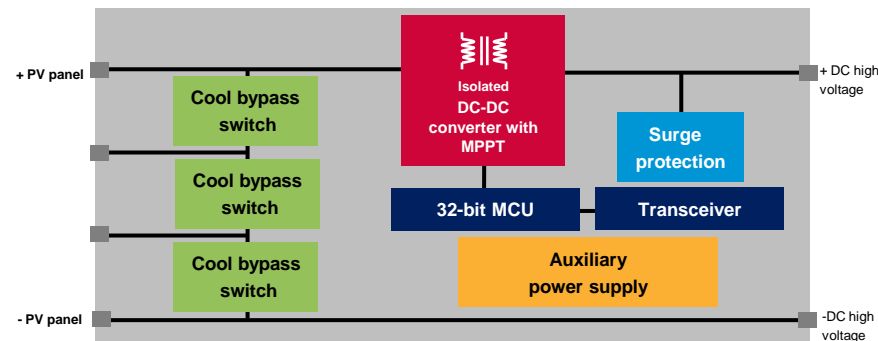 + PV panel
Cool bypass
switch
Cool bypass
switch
Cool bypass
switch
- PV panel
Isolated
DC-DC
converter with
MPPT
32-bit MCU
Transceiver
Surge
protection
Auxiliary
power supply
+ DC high
voltage
-DC high
voltage